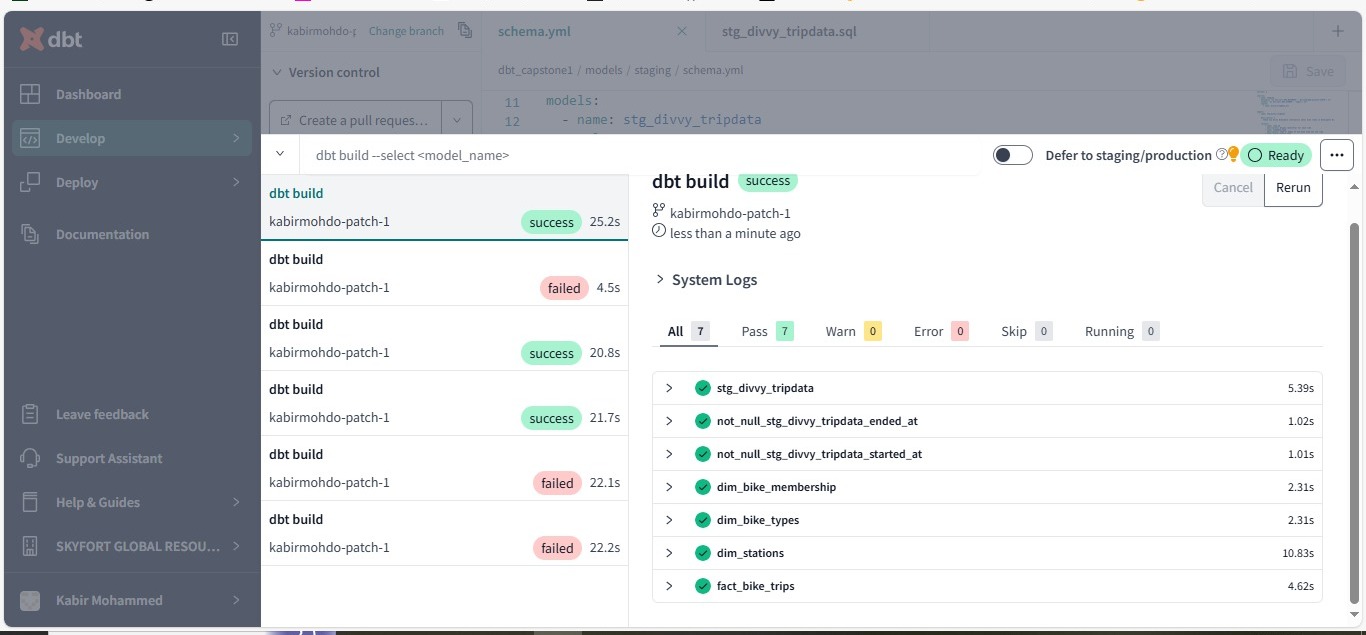 dbt
Dashboard
Develop
Deploy
Documentation
Leave feedback
Support Assistant
Help & Guides
SKYFORT GLOBAL RESOU...
Kabir Mohammed
kabirmohdo-p
Change branch
Version control
Create a pull reques...
schema.yml
stg_divvy_tripdata.sql
dbt_capstone1 / models / staging / schema.yml
Save
11 models:
12 - name: stg_divvy_tripdata
dbt build --select <model_name>
Defer to staging/production
Ready
dbt build
kabirmohdo-patch-1 success 25.2s
dbt build
kabirmohdo-patch-1 failed 4.5s
dbt build
kabirmohdo-patch-1 success 20.8s
dbt build
kabirmohdo-patch-1 success 21.7s
dbt build
kabirmohdo-patch-1 failed 22.1s
dbt build
kabirmohdo-patch-1 failed 22.2s
dbt build success
Cancel Rerun
kabirmohdo-patch-1
less than a minute ago
System Logs
All 7 Pass 7 Warn 0 Error 0 Skip 0 Running 0
stg_divvy_tripdata 5.39s
not_null_stg_divvy_tripdata_ended_at 1.02s
not_null_stg_divvy_tripdata_started_at 1.01s
dim_bike_membership 2.31s
dim_bike_types 2.31s
dim_stations 10.83s
fact_bike_trips 4.62s